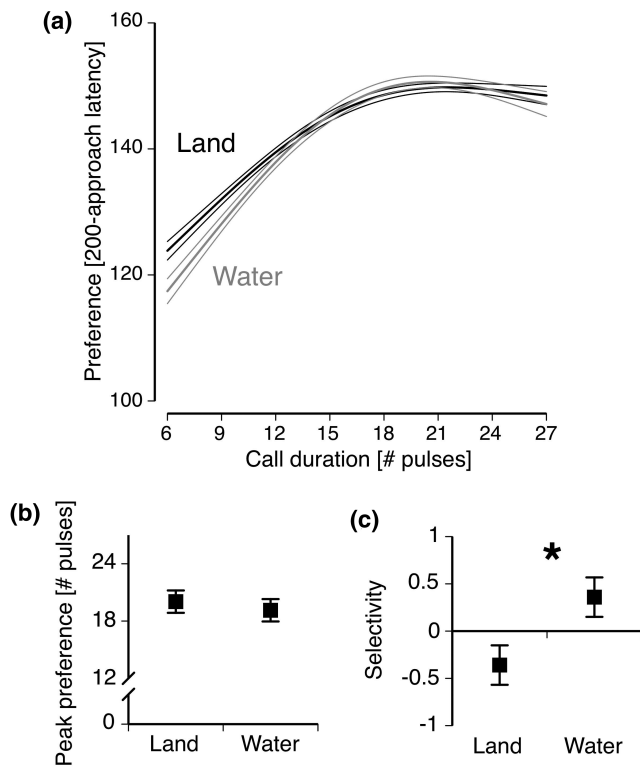 (a)
160
140
120
100
Preference [200-approach latency]
Land
Water
6 9 12 15 18 21 24 27
Call duration [# pulses]
(b)
24
18
12
0
Peak preference [# pulses]
Land Water
(c)
1
0.5
0
-0.5
-1
Selectivity
*
Land Water